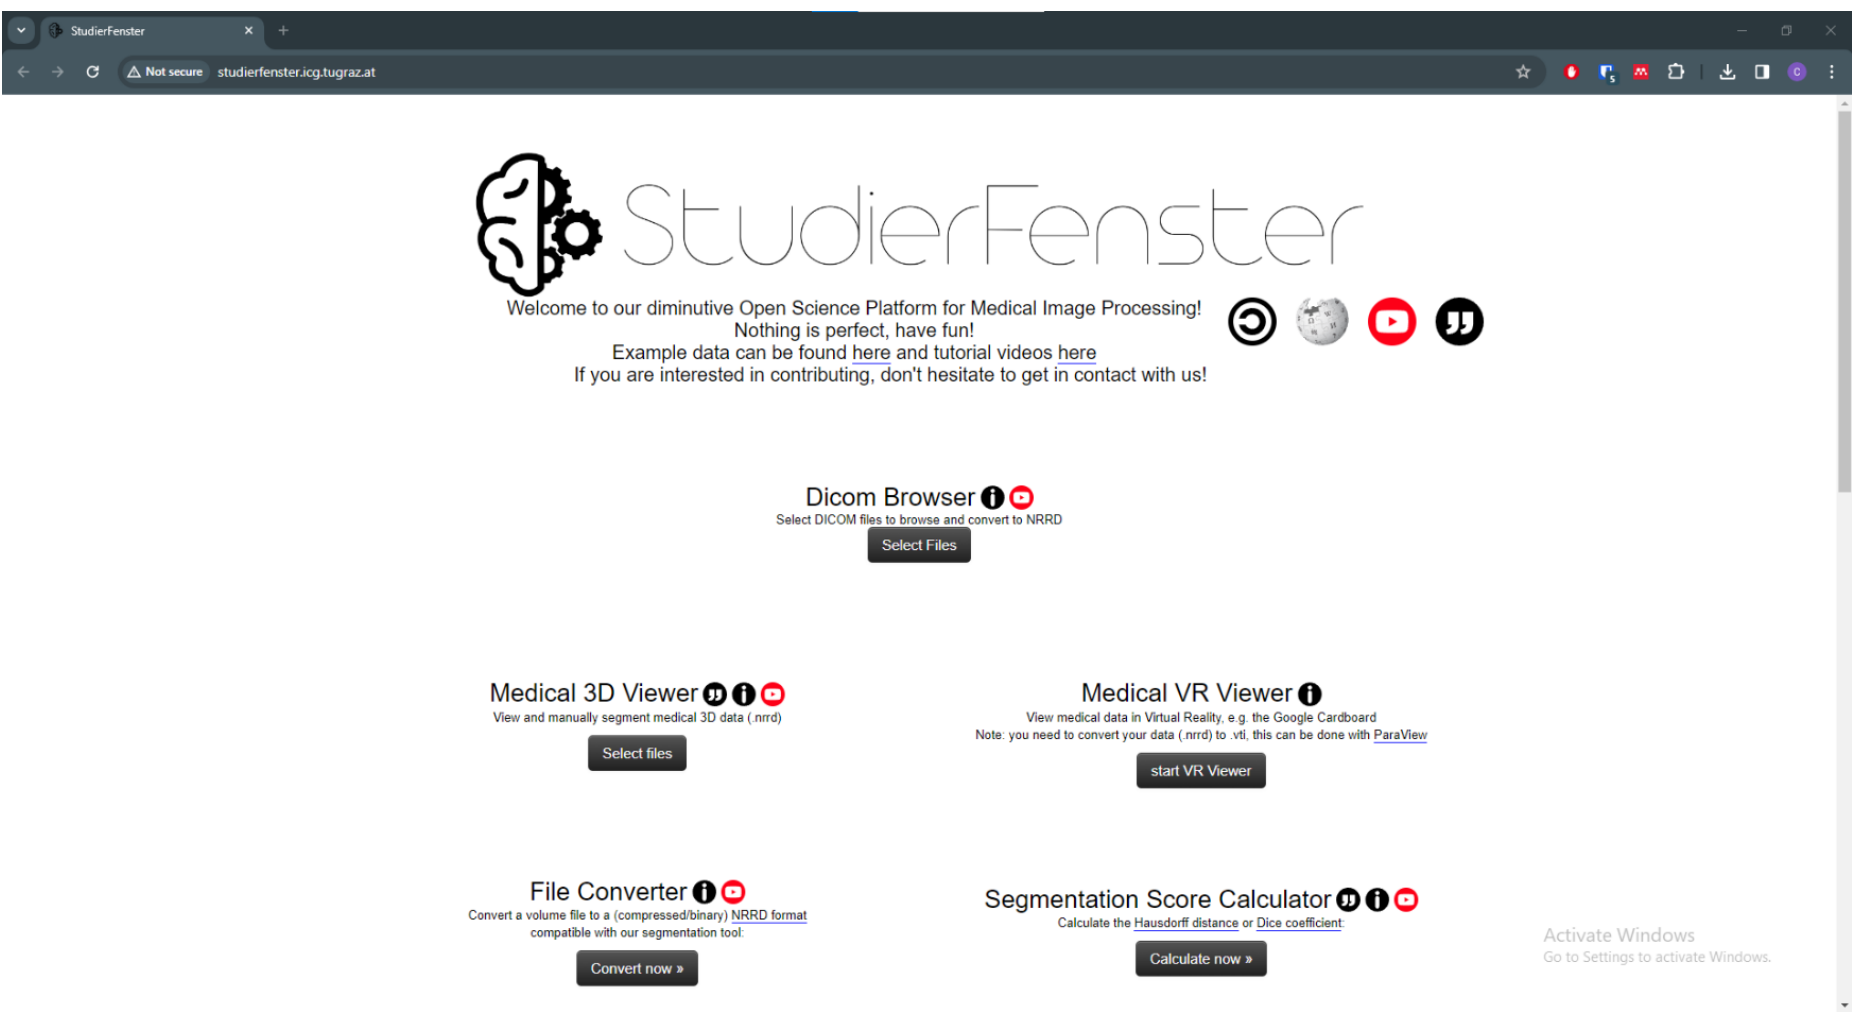 StudierFenster
Not secure studierfenster.icg.tugraz.at
StudierFenster
Welcome to our diminutive Open Science Platform for Medical Image Processing!
Nothing is perfect, have fun!
Example data can be found here and tutorial videos here
If you are interested in contributing, don't hesitate to get in contact with us!
Dicom Browser
Select DICOM files to browse and convert to NRRD
Select Files
Medical 3D Viewer
View and manually segment medical 3D data (.nrrd)
Select files
Medical VR Viewer
View medical data in Virtual Reality, e.g. the Google Cardboard
Note: you need to convert your data (.nrrd) to .vti, this can be done with ParaView
start VR Viewer
File Converter
Convert a volume file to a (compressed/binary) NRRD format
compatible with our segmentation tool:
Convert now »
Segmentation Score Calculator
Calculate the Hausdorff distance or Dice coefficient:
Calculate now »
Activate Windows
Go to Settings to activate Windows.